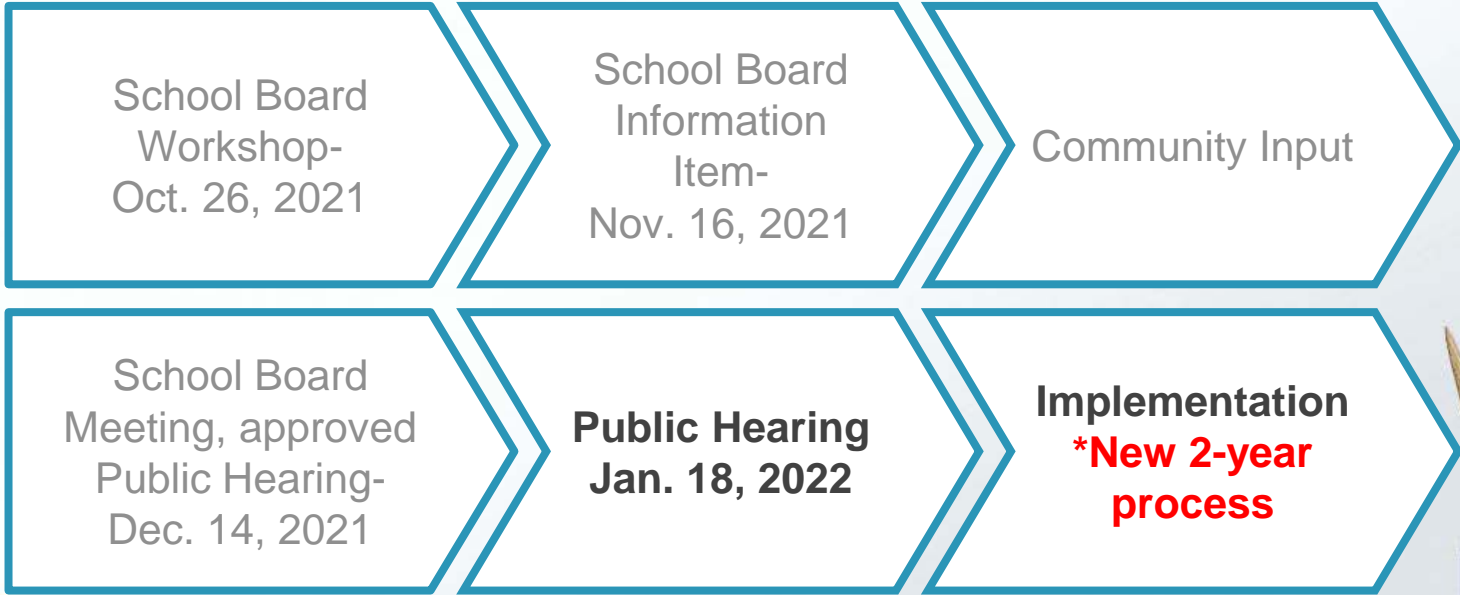 School Board
Workshop-
Oct. 26, 2021
School Board
Information
Item-
Nov. 16, 2021
Community Input
School Board
Meeting, approved
Public Hearing-
Dec. 14, 2021
Public Hearing
Jan. 18, 2022
Implementation
*New 2-year
process